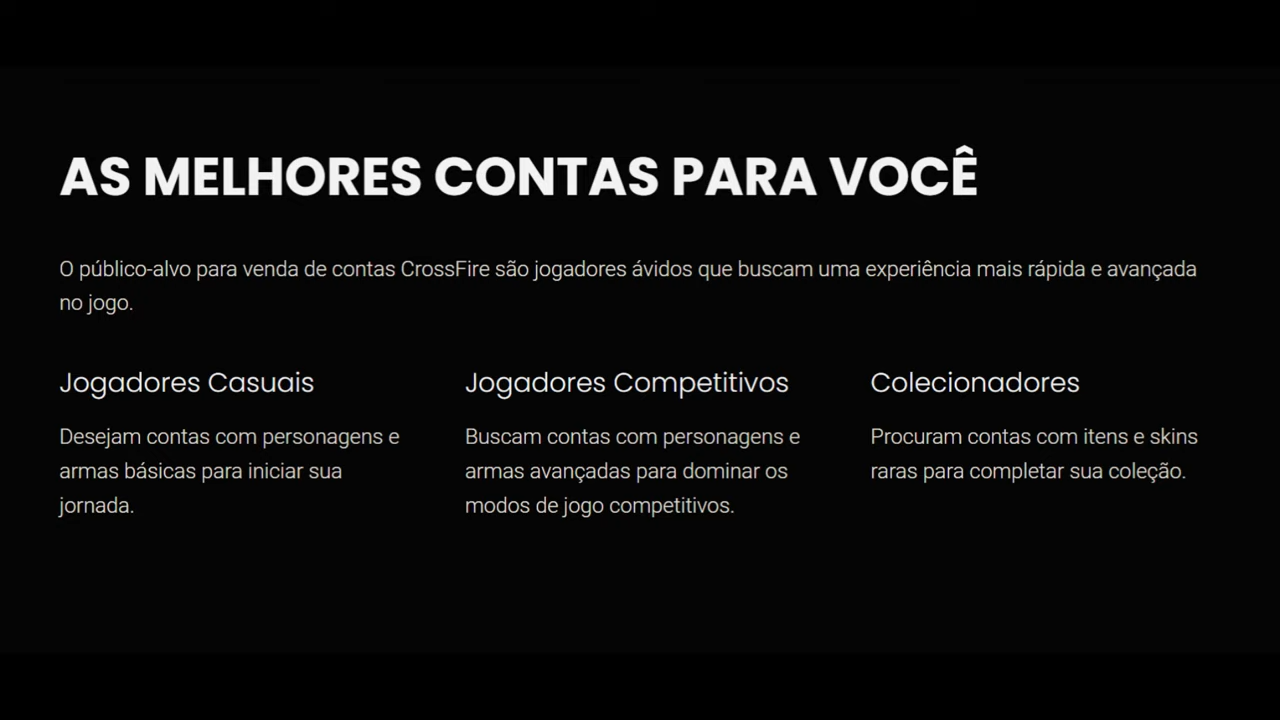 AS MELHORES CONTAS PARA VOCÊ
O público-alvo para venda de contas CrossFire são jogadores ávidos que buscam uma experiência mais rápida e avançada
no jogo.
Jogadores Casuais
Desejam contas com personagens e
armas básicas para iniciar sua
jornada.
Jogadores Competitivos
Buscam contas com personagens e
armas avançadas para dominar os
modos de jogo competitivos.
Colecionadores
Procuram contas com itens e skins
raras para completar sua coleção.